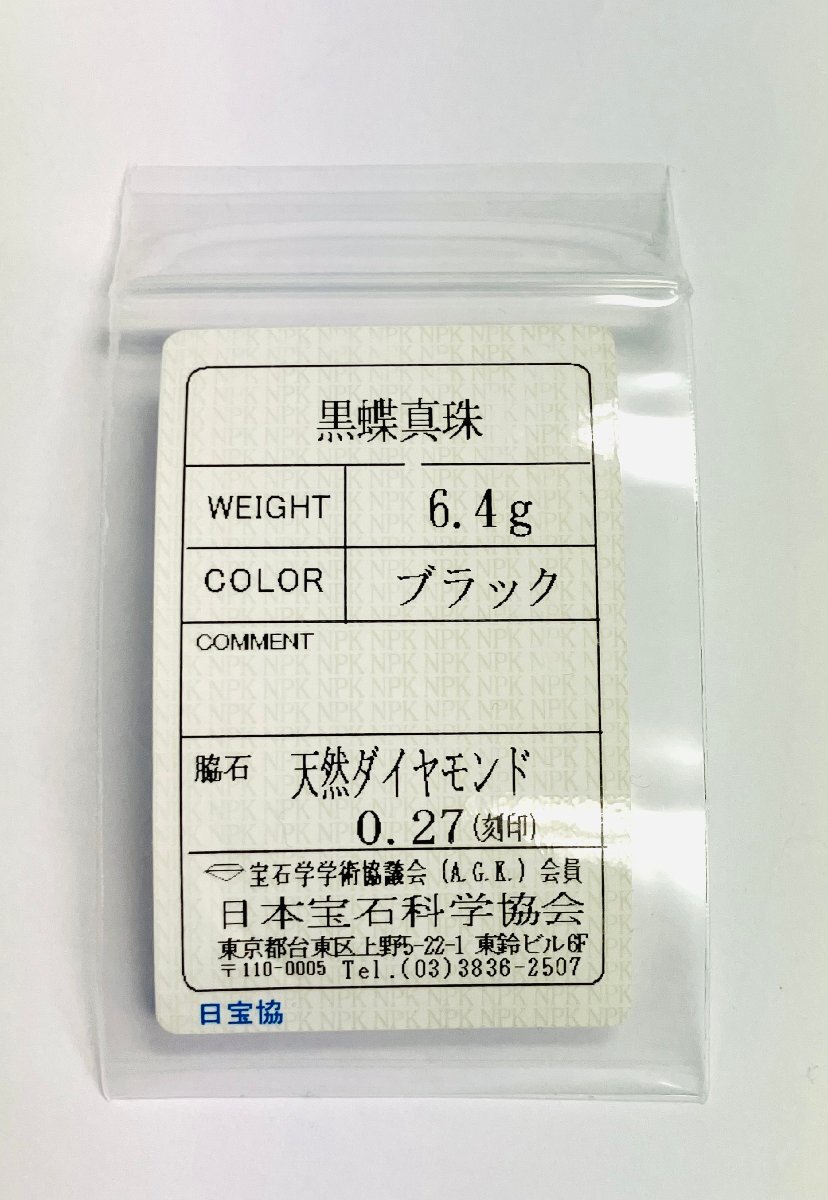 黒蝶真珠
WEIGHT 6.4g
COLOR ブラック
COMMENT
脇石 天然ダイヤモンド
0.27(刻印)
宝石学学術協議会(A.G.K.)会員
日本宝石科学協会
東京都台東区上野5-22-1 東鈴ビル6F
〒110-0005 Tel.(03)3836-2507
日宝協